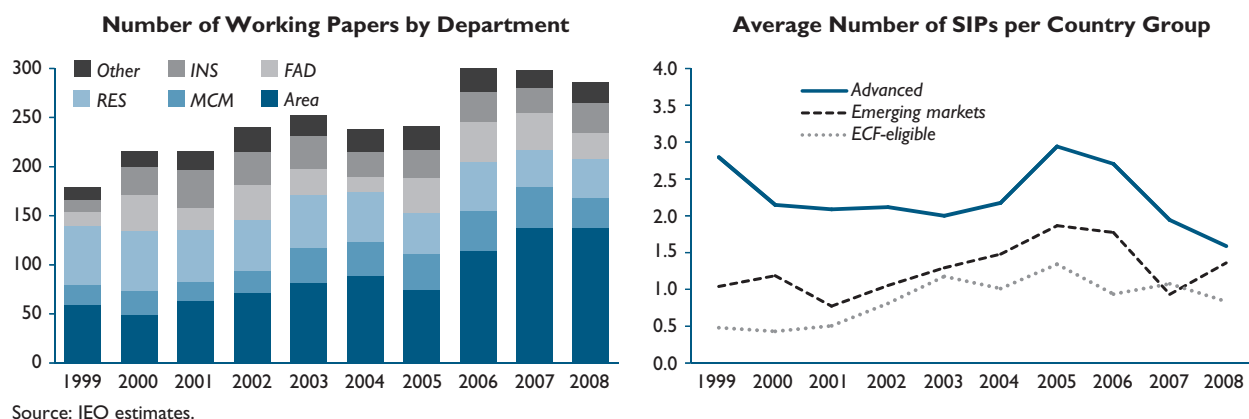 Number of Working Papers by Department
300
250
200
150
100
50
0
Other INS FAD
RES MCM Area
1999 2000 2001 2002 2003 2004 2005 2006 2007 2008
Average Number of SIPs per Country Group
4.0
3.5
3.0
2.5
2.0
1.5
1.0
0.5
0.0
Advanced
Emerging markets
ECF-eligible
1999 2000 2001 2002 2003 2004 2005 2006 2007 2008
Source: IEO estimates.